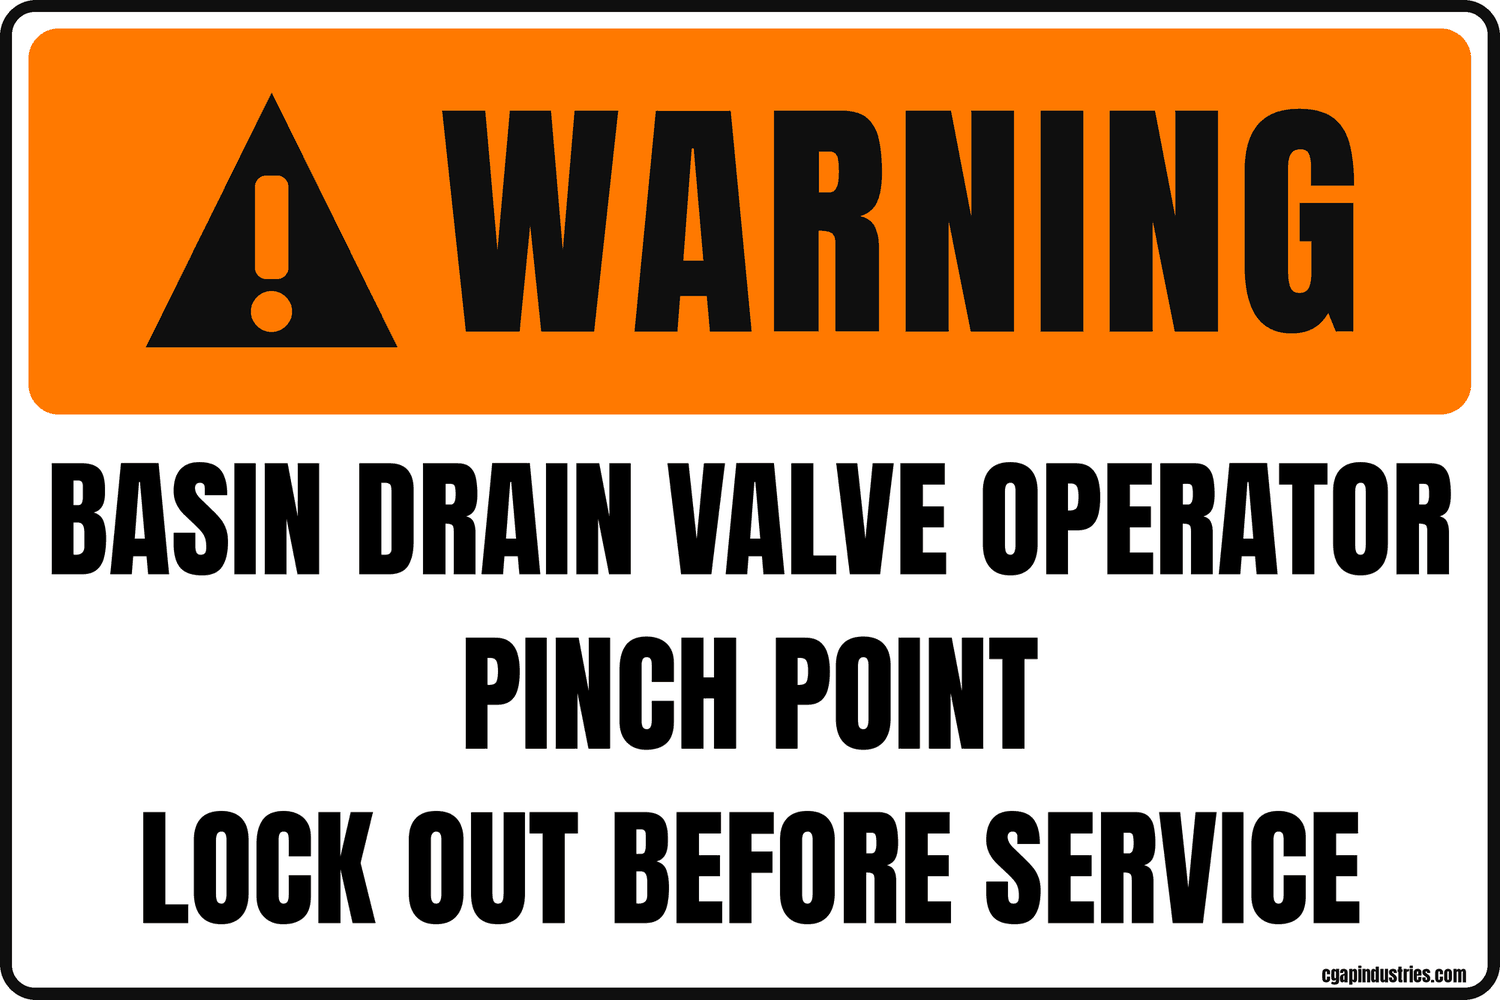 WARNING
BASIN DRAIN VALVE OPERATOR
PINCH POINT
LOCK OUT BEFORE SERVICE
cgapindustries.com